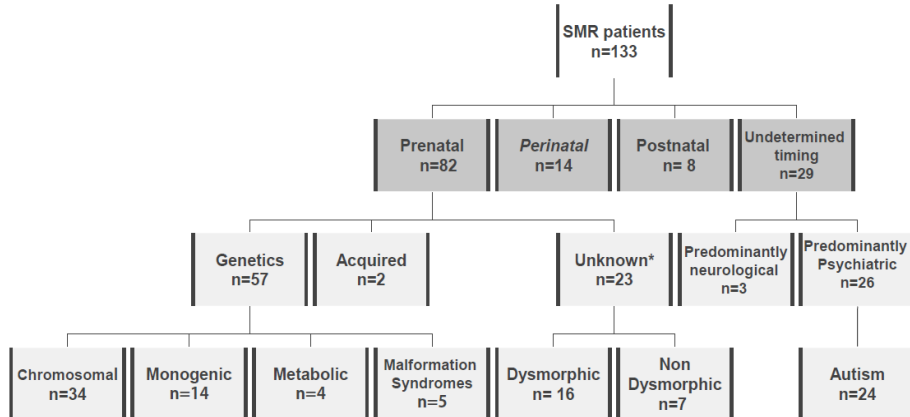 SMR patients
n=133
Prenatal
n=82
Perinatal
n=14
Postnatal
n= 8
Undetermined
timing
n=29
Genetics
n=57
Acquired
n=2
Unknown*
n=23
Predominantly
neurological
n=3
Predominantly
Psychiatric
n=26
Chromosomal
n=34
Monogenic
n=14
Metabolic
n=4
Malformation
Syndromes
n=5
Dysmorphic
n= 16
Non
Dysmorphic
n=7
Autism
n=24